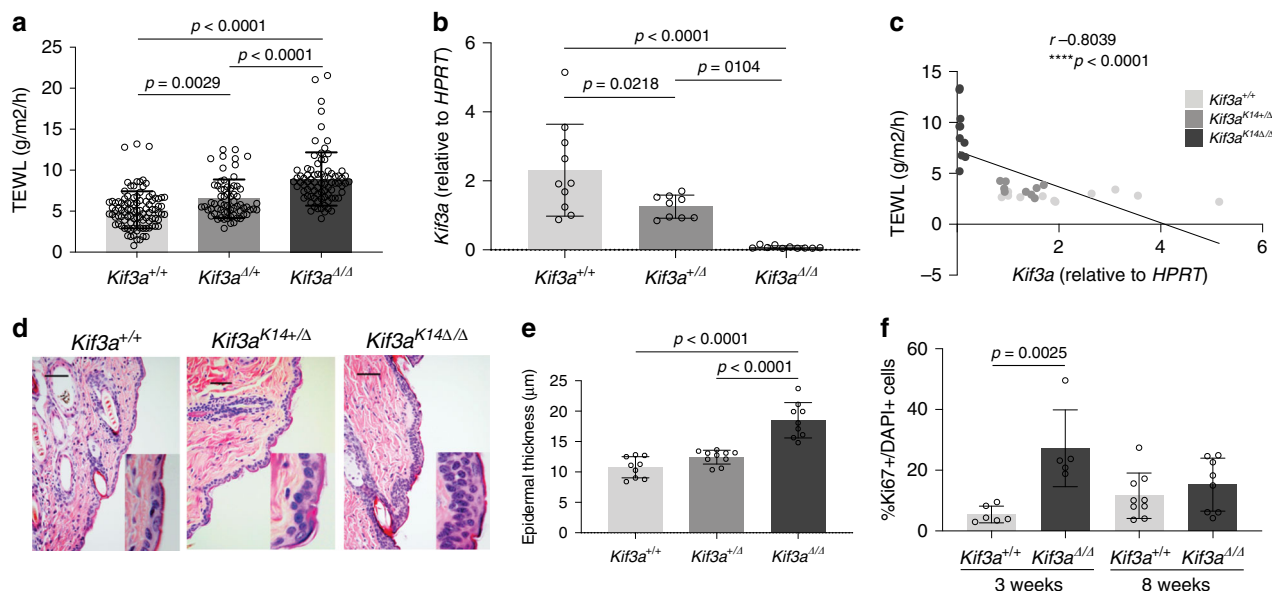 a
p < 0.0001
p < 0.0001
p = 0.0029
TEWL (g/m2/h)
25
20
15
10
5
0
Kif3a+/+
Kif3aΔ/+
Kif3aΔ/Δ
b
p < 0.0001
p = 0104
p = 0.0218
Kif3a (relative to HPRT)
6
4
2
0
Kif3a+/+
Kif3a+/Δ
Kif3aΔ/Δ
c
r –0.8039
****p < 0.0001
TEWL (g/m2/h)
15
10
5
0
–5
2
4
6
Kif3a (relative to HPRT)
Kif3a+/+
Kif3aK14+/Δ
Kif3aK14Δ/Δ
d
Kif3a+/+
Kif3aK14+/Δ
Kif3aK14Δ/Δ
e
p < 0.0001
p < 0.0001
Epidermal thickness (μm)
25
20
15
10
5
0
Kif3a+/+
Kif3a+/Δ
Kif3aΔ/Δ
f
p = 0.0025
%Ki67+/DAPI+ cells
60
40
20
0
Kif3a+/+
Kif3aΔ/Δ
Kif3a+/+
Kif3aΔ/Δ
3 weeks
8 weeks